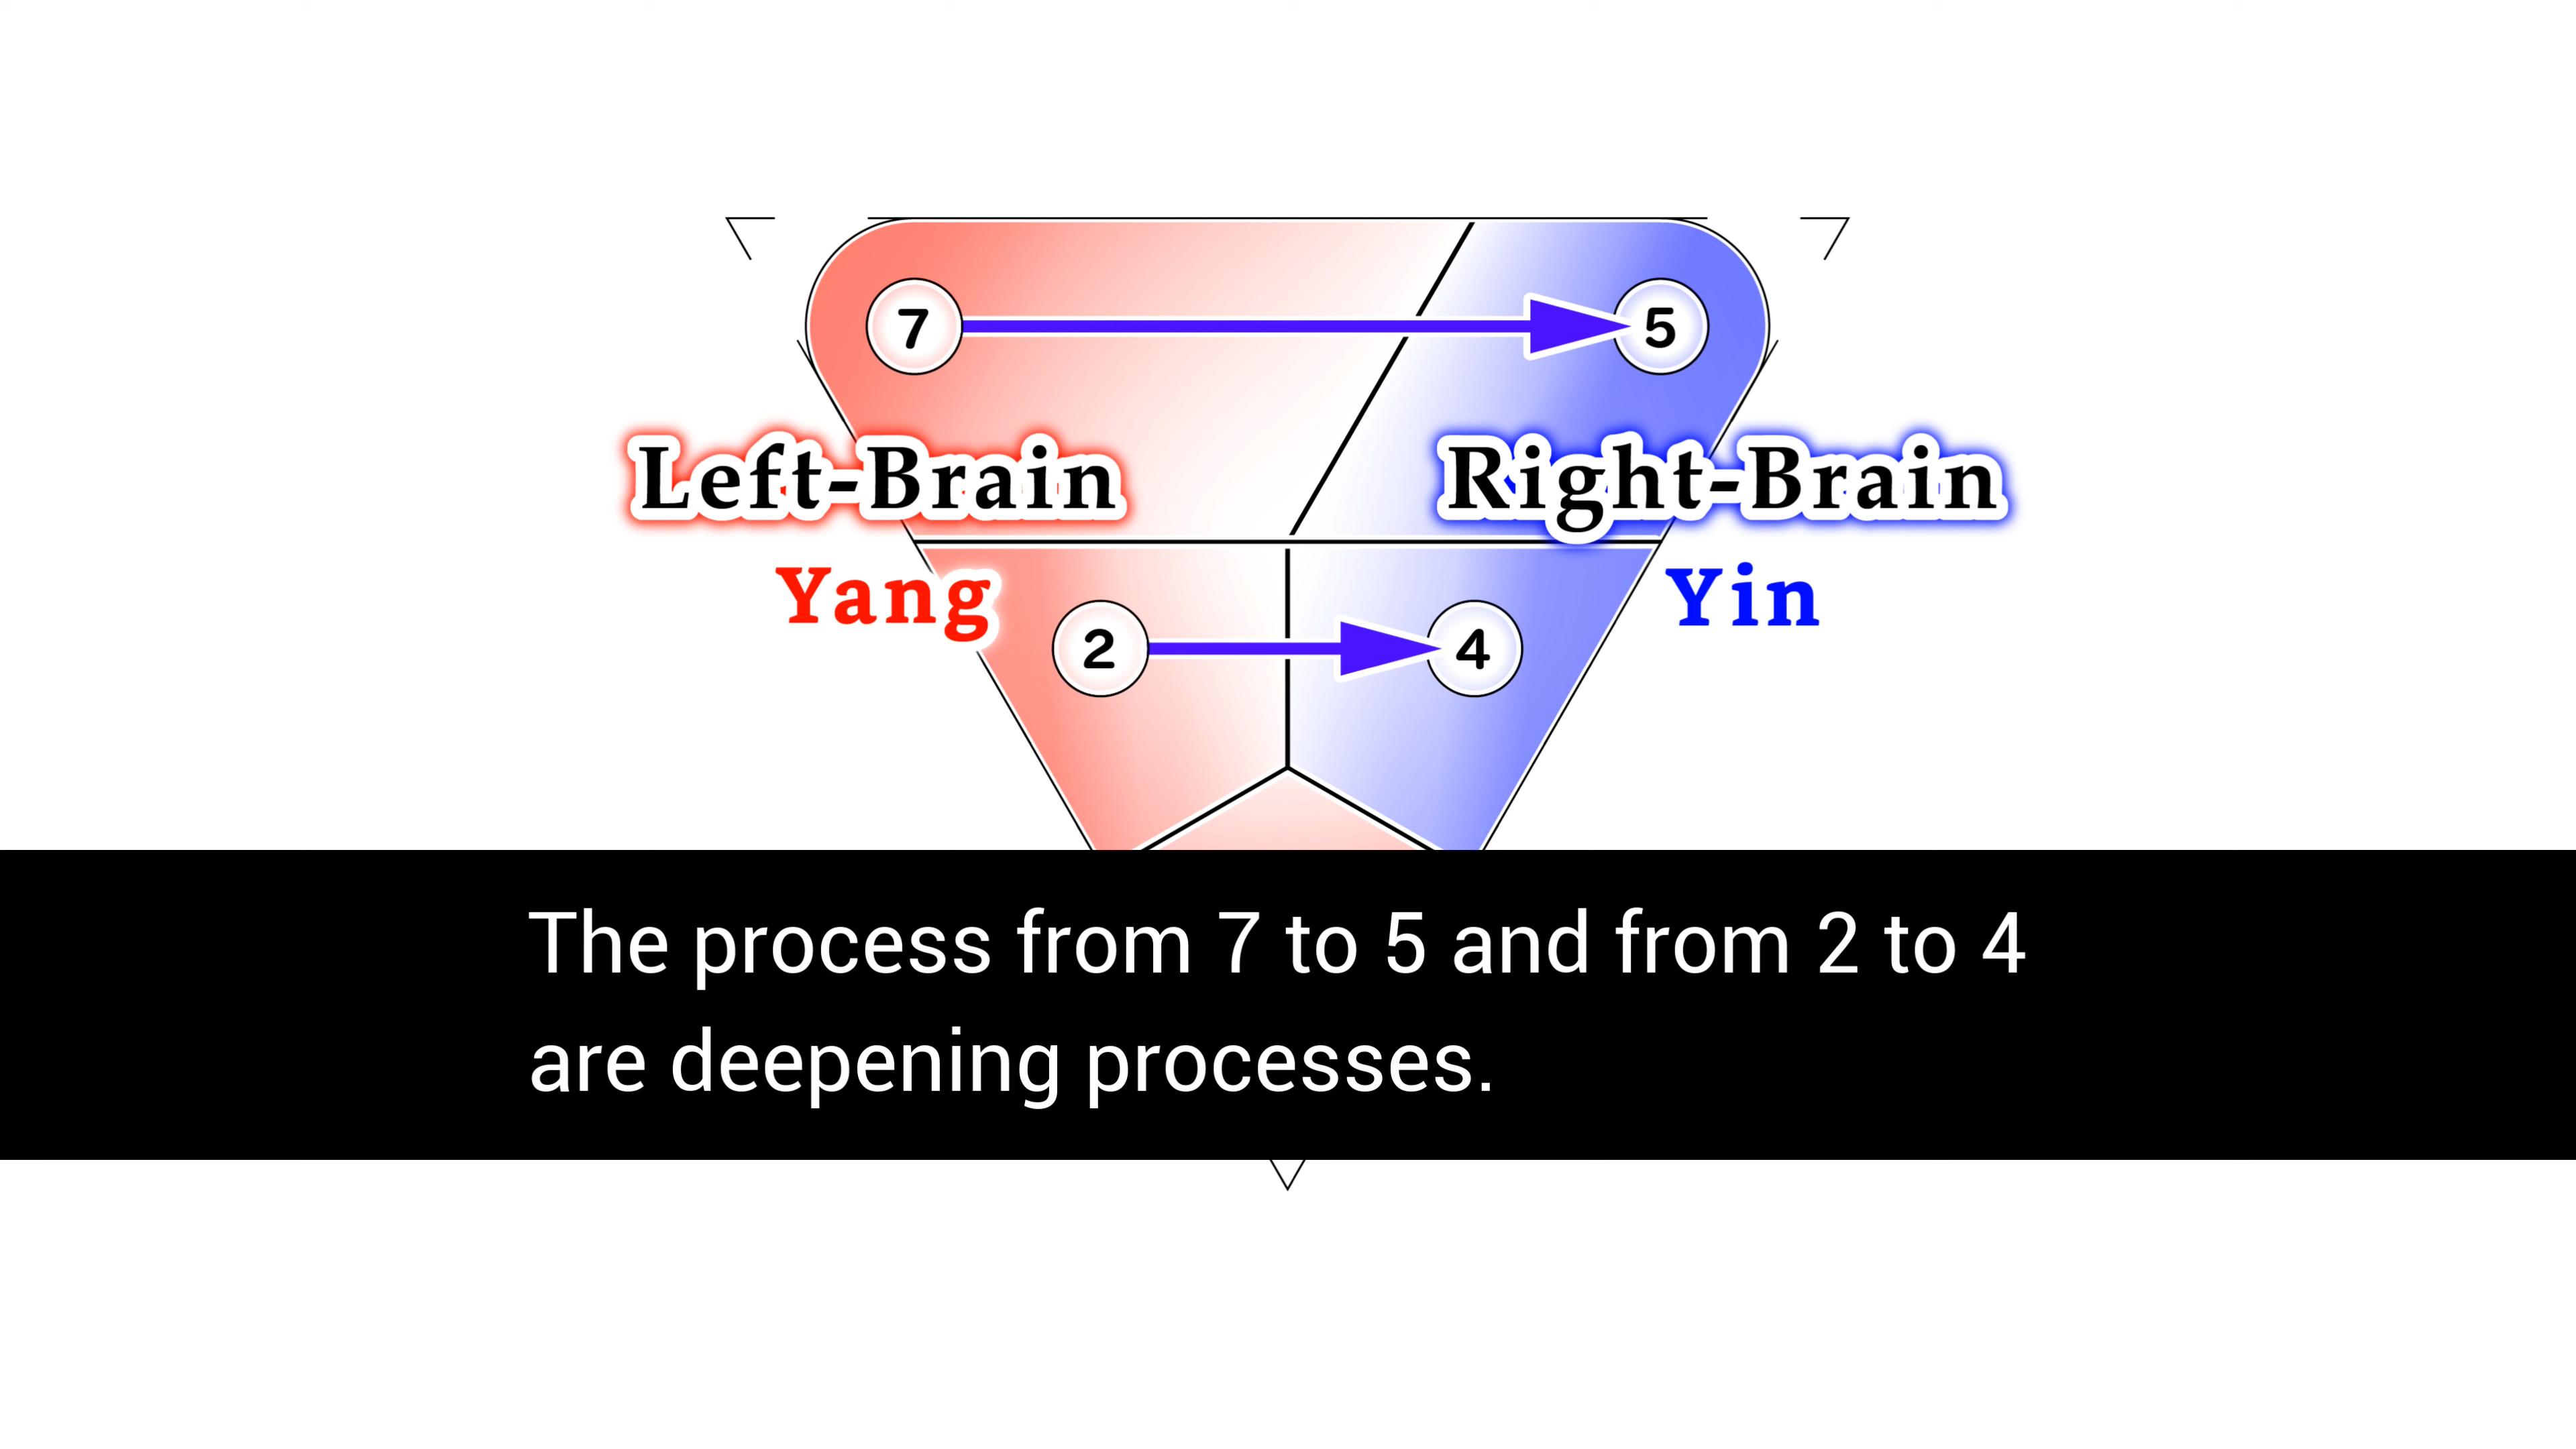 7 5
Left-Brain Right-Brain
Yang Yin
2 4
The process from 7 to 5 and from 2 to 4
are deepening processes.